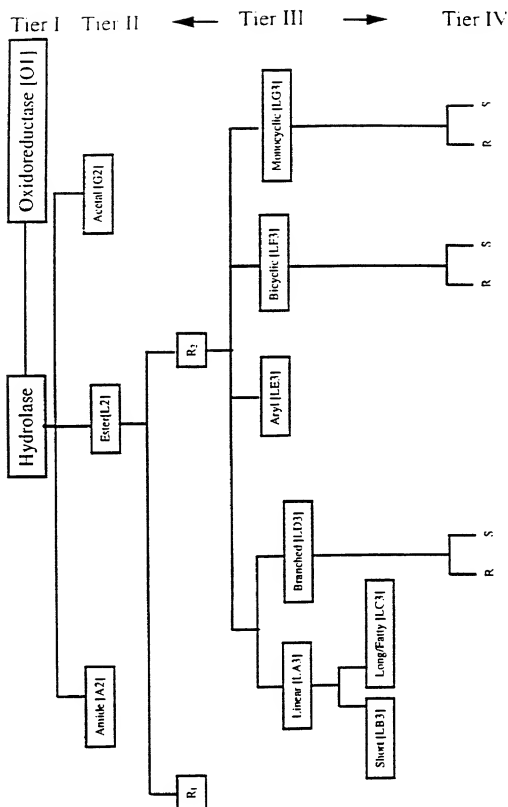 Tier I
Tier II
Tier III
Tier IV
Hydrolase
Oxidoreductase [O1]
Amide [A2]
Ester[L2]
Acetal [G2]
R₁
R₂
Linear [LA3]
Branched [LD3]
Aryl [LE3]
Bicyclic [LF3]
Monocyclic [LG3]
Short [LB3]
Long/Fatty [LC3]
R
S
R
S
R
S